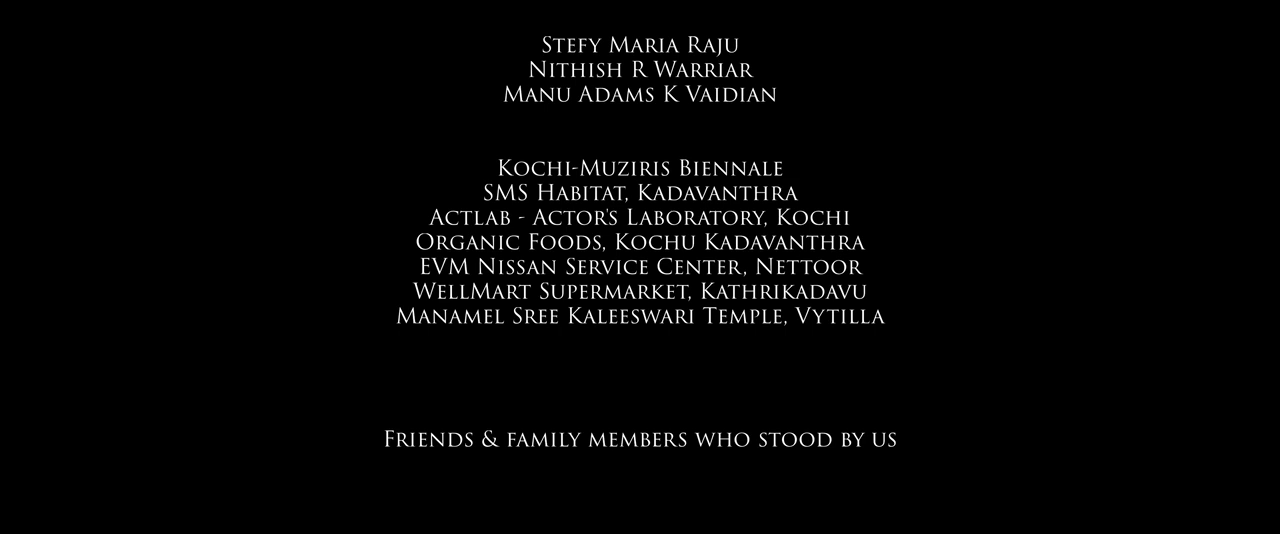 Stefy Maria Raju
Nithish R Warriar
Manu Adams K Vaidian
Kochi-Muziris Biennale
SMS Habitat, Kadavanthra
Actlab - Actor's Laboratory, Kochi
Organic Foods, Kochu Kadavanthra
EVM Nissan Service Center, Nettoor
WellMart Supermarket, Kathrikadavu
Manamel Sree Kaleeswari Temple, Vytilla
Friends & family members who stood by us